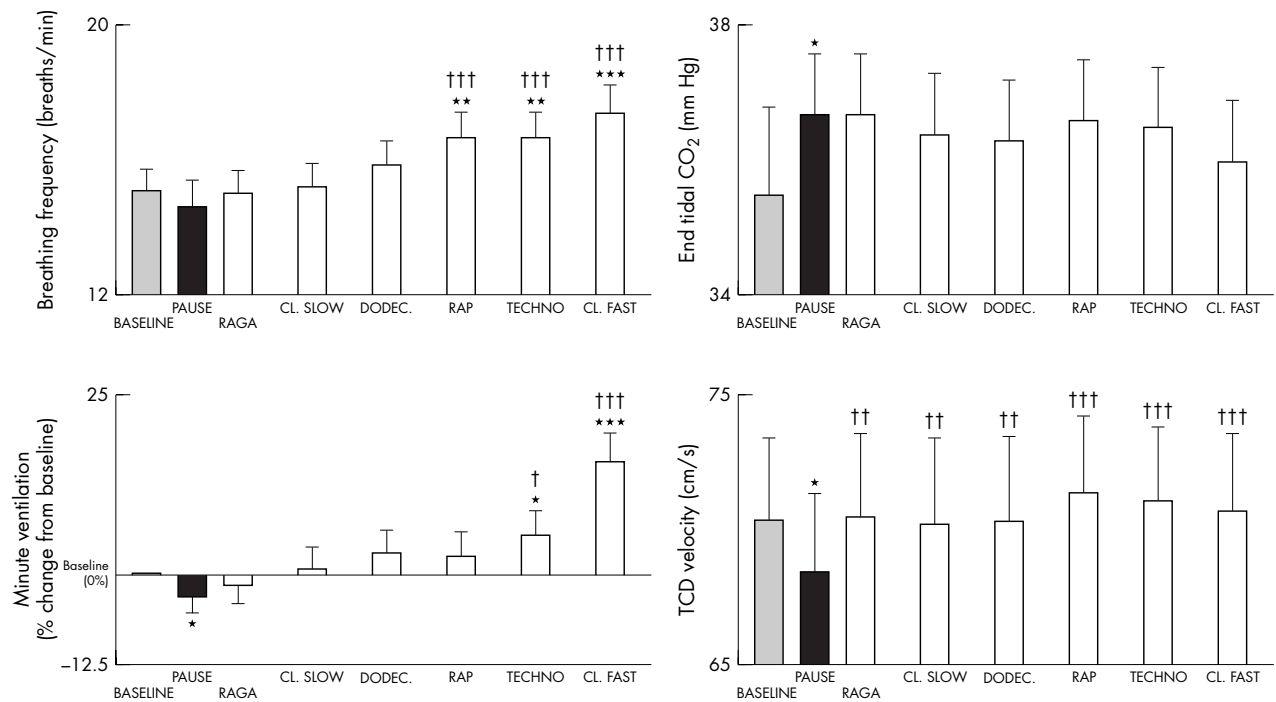 Breathing frequency (breaths/min)
20
12
†††
★★
†††
★★
†††
★★★
BASELINE
PAUSE
RAGA
CL. SLOW
DODEC.
RAP
TECHNO
CL. FAST
End tidal CO2 (mm Hg)
38
34
★
BASELINE
PAUSE
RAGA
CL. SLOW
DODEC.
RAP
TECHNO
CL. FAST
Minute ventilation
(% change from baseline)
25
Baseline
(0%)
–12.5
★
†
★
†††
★★★
BASELINE
PAUSE
RAGA
CL. SLOW
DODEC.
RAP
TECHNO
CL. FAST
TCD velocity (cm/s)
75
65
★
††
††
††
†††
†††
†††
BASELINE
PAUSE
RAGA
CL. SLOW
DODEC.
RAP
TECHNO
CL. FAST